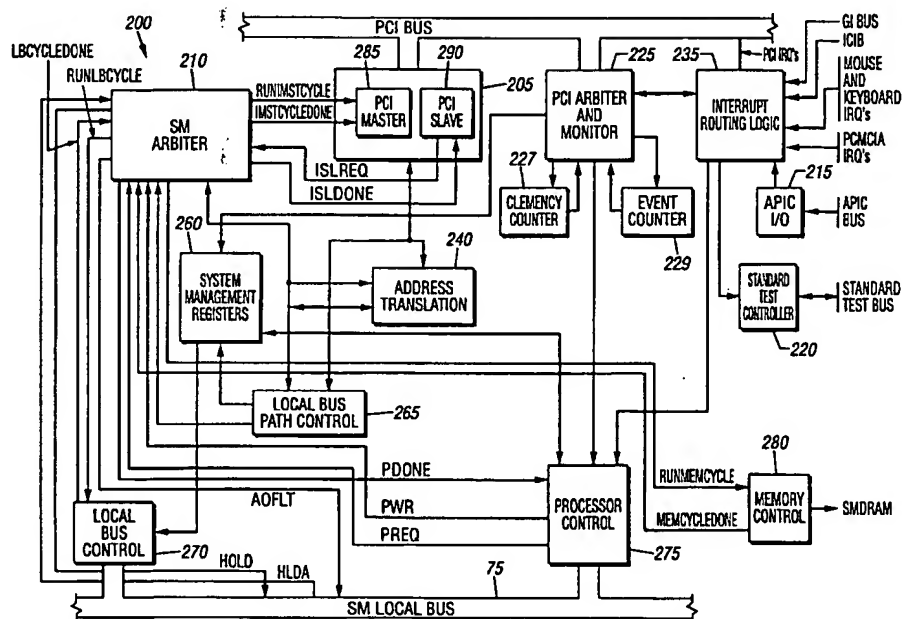 PCI BUS
200
LBCYCLEDONE
RUNLBCYCLE
210
SM
ARBITER
RUNIMSTCYCLE
IMSTCYCLEDONE
285
PCI
MASTER
290
PCI
SLAVE
205
ISLREQ
ISLDONE
225
PCI ARBITER
AND
MONITOR
235
PCI IRQ's
INTERRUPT
ROUTING LOGIC
GI BUS
ICIB
MOUSE
AND
KEYBOARD
IRQ's
PCMCIA
IRQ's
227
CLEMENCY
COUNTER
EVENT
COUNTER
229
215
APIC
I/O
APIC
BUS
260
SYSTEM
MANAGEMENT
REGISTERS
240
ADDRESS
TRANSLATION
STANDARD
TEST
CONTROLLER
220
STANDARD
TEST BUS
LOCAL BUS
PATH CONTROL
265
PDONE
AOFLT
PWR
PREQ
PROCESSOR
CONTROL
275
RUNMEMCYCLE
MEMCYCLEDONE
280
MEMORY
CONTROL
SMDRAM
LOCAL
BUS
CONTROL
270
HOLD
HLDA
75
SM LOCAL BUS